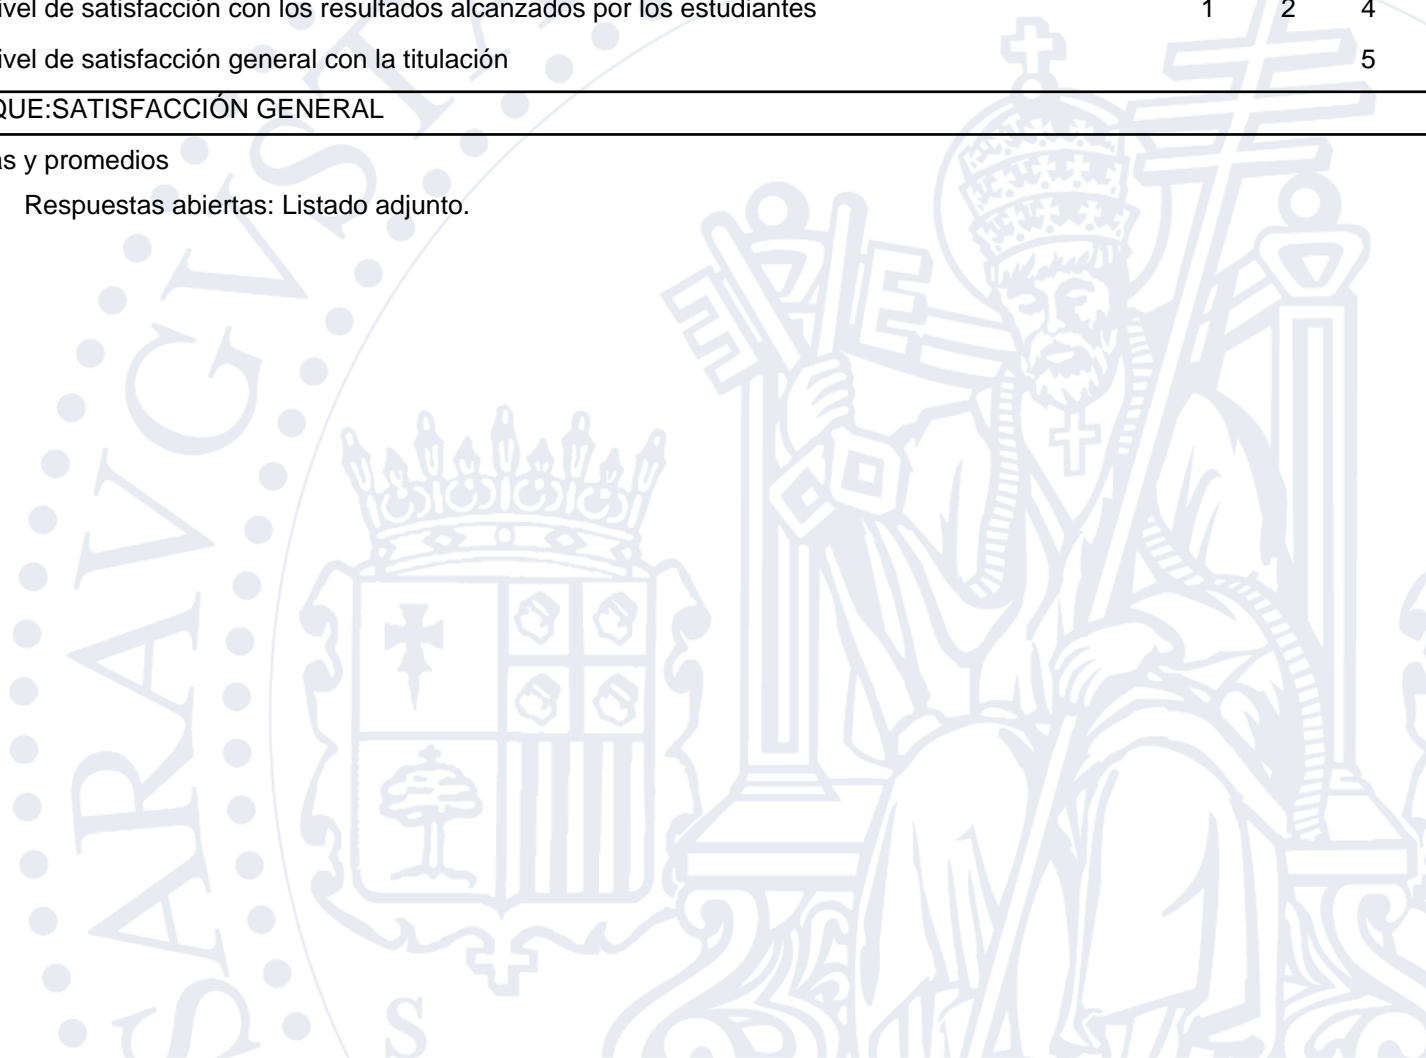 ivel de satisfacción con los resultados alcanzados por los estudiantes 1 2 4
ivel de satisfacción general con la titulación 5
QUE:SATISFACCIÓN GENERAL
as y promedios
Respuestas abiertas: Listado adjunto.
SARAVGVSTA
S